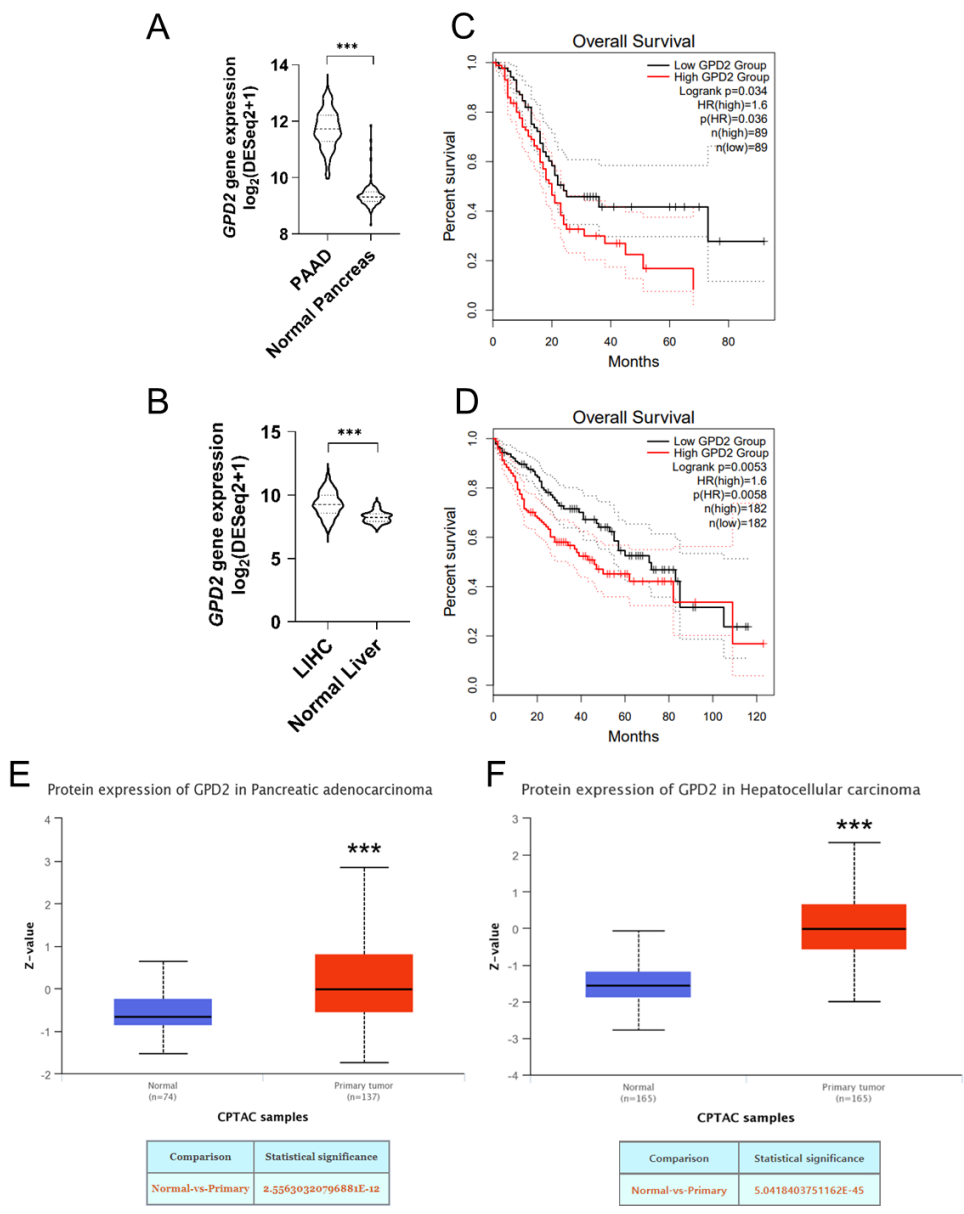 A
***
GPD2 gene expression
log2(DESeq2+1)
14
12
10
8
PAAD
Normal Pancreas
C
Overall Survival
Low GPD2 Group
High GPD2 Group
Logrank p=0.034
HR(high)=1.6
p(HR)=0.036
n(high)=89
n(low)=89
Percent survival
1.0
0.8
0.6
0.4
0.2
0.0
0
20
40
60
80
Months
B
***
GPD2 gene expression
log2(DESeq2+1)
15
10
5
0
LIHC
Normal Liver
D
Overall Survival
Low GPD2 Group
High GPD2 Group
Logrank p=0.0053
HR(high)=1.6
p(HR)=0.0058
n(high)=182
n(low)=182
Percent survival
1.0
0.8
0.6
0.4
0.2
0.0
0
20
40
60
80
100
120
Months
E
Protein expression of GPD2 in Pancreatic adenocarcinoma
***
Z-value
4
3
2
1
0
-1
-2
Normal
(n=74)
Primary tumor
(n=137)
CPTAC samples
Comparison
Statistical significance
Normal-vs-Primary
2.55630320796881E-12
F
Protein expression of GPD2 in Hepatocellular carcinoma
***
Z-value
3
2
1
0
-1
-2
-3
-4
Normal
(n=165)
Primary tumor
(n=165)
CPTAC samples
Comparison
Statistical significance
Normal-vs-Primary
5.0418403751162E-45